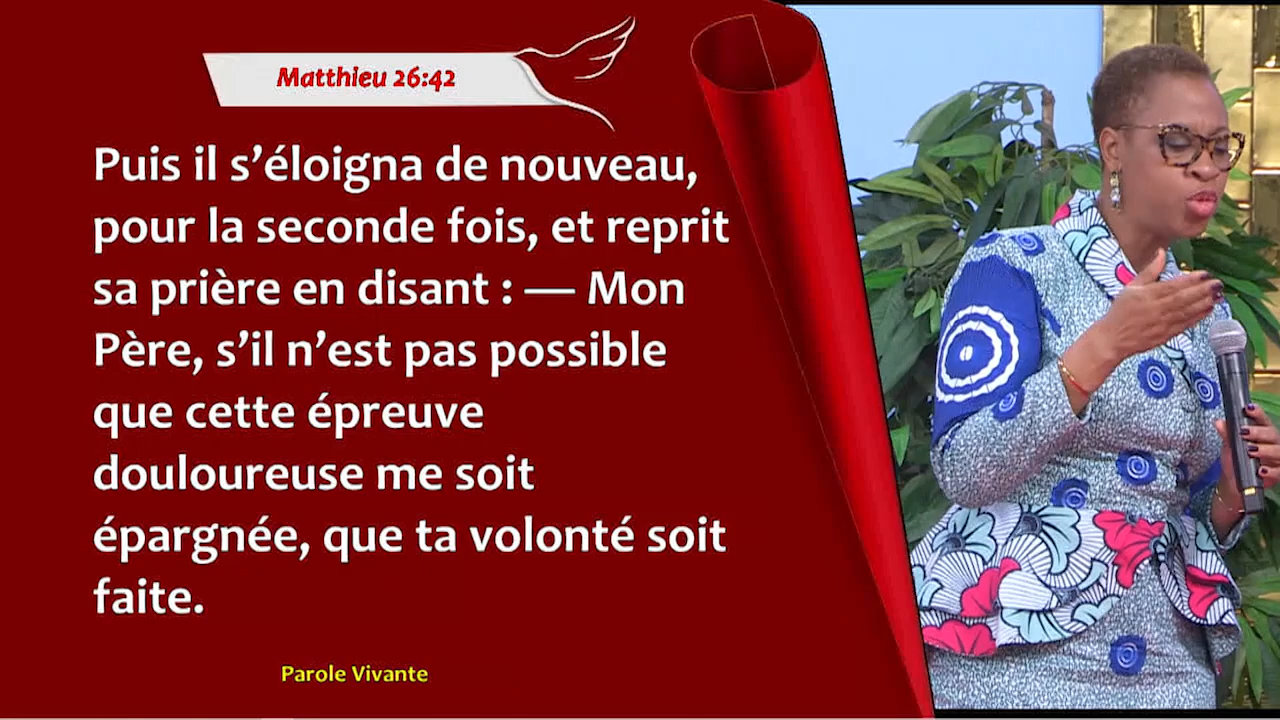 Matthieu 26:42
Puis il s’éloigna de nouveau,
pour la seconde fois, et reprit
sa prière en disant : — Mon
Père, s’il n’est pas possible
que cette épreuve
douloureuse me soit
épargnée, que ta volonté soit
faite.
Parole Vivante